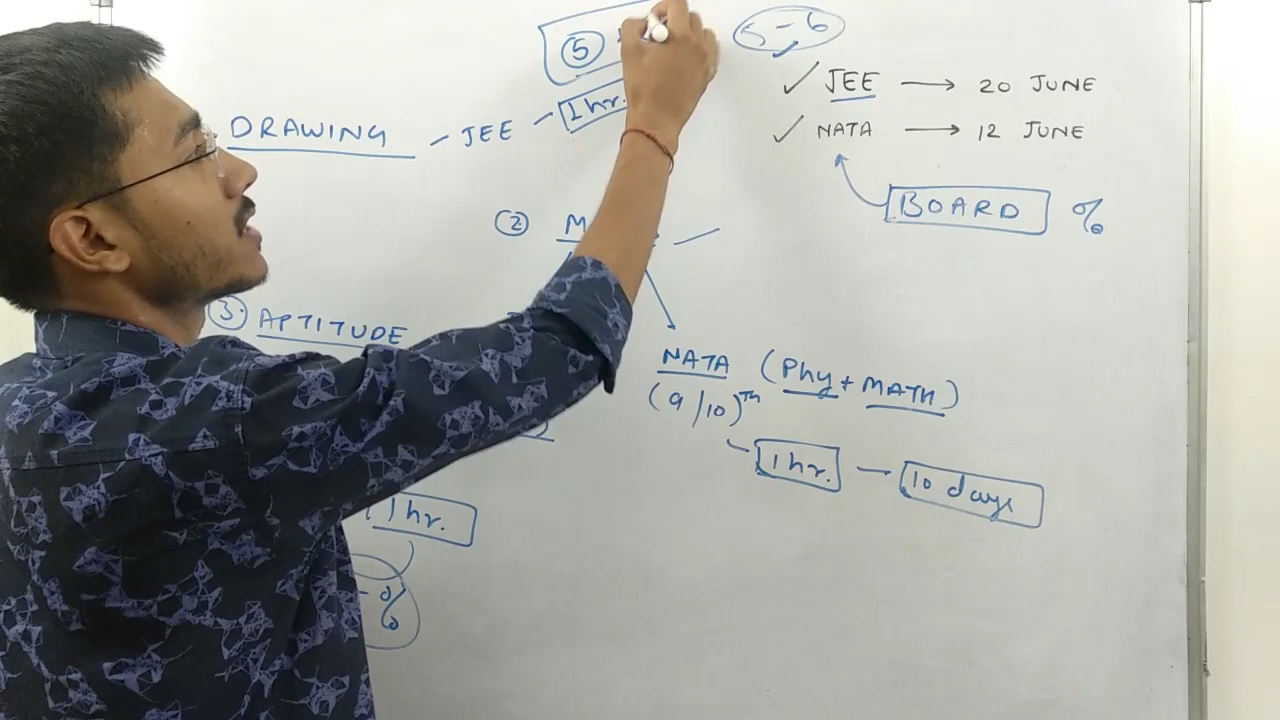 5 5-6
JEE → 20 JUNE
DRAWING - JEE - 1 hr.
NATA → 12 JUNE
BOARD %
2
3. APTITUDE
NATA (Phy + MATH)
(9/10)TH
1 hr. - 10 days
1 hr.
%